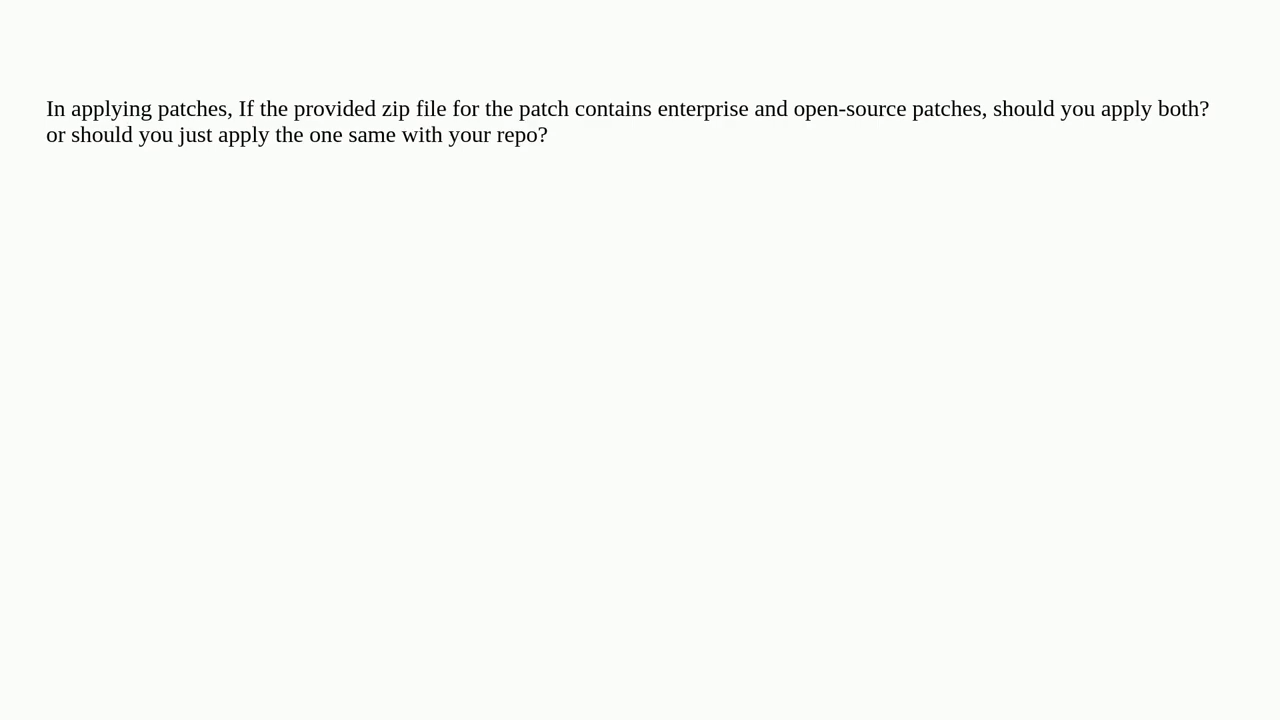 In applying patches, If the provided zip file for the patch contains enterprise and open-source patches, should you apply both?
or should you just apply the one same with your repo?